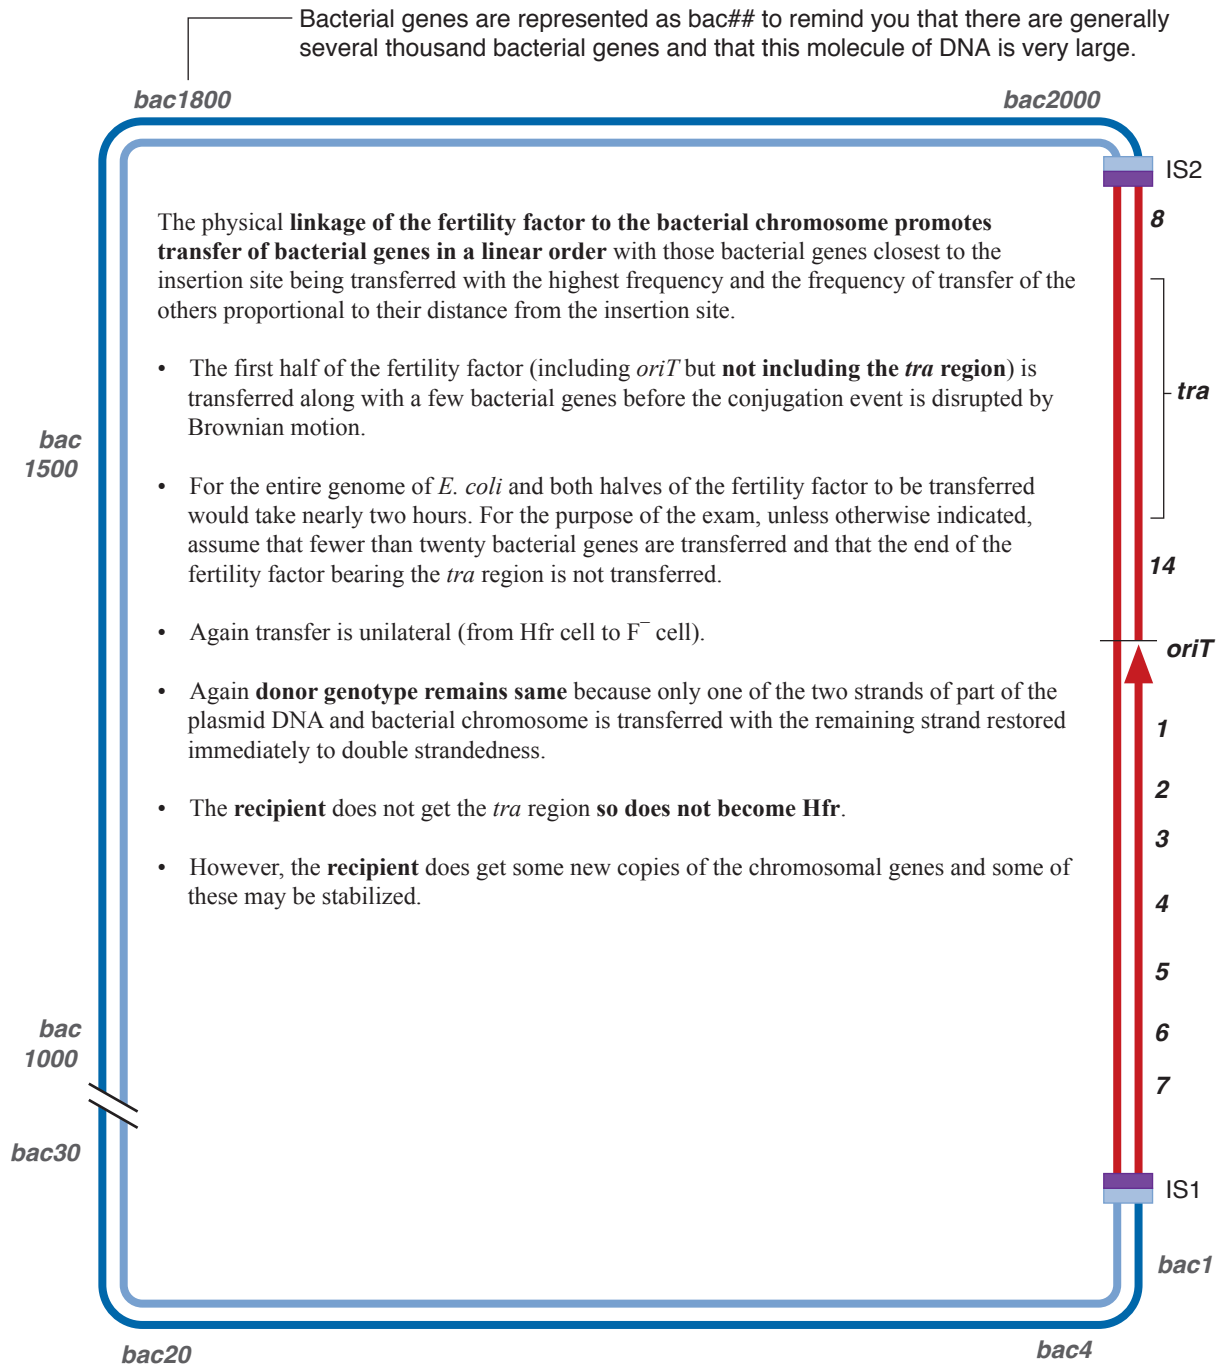 Bacterial genes are represented as bac## to remind you that there are generally
several thousand bacterial genes and that this molecule of DNA is very large.
bac1800
bac2000
IS2
8
The physical linkage of the fertility factor to the bacterial chromosome promotes
transfer of bacterial genes in a linear order with those bacterial genes closest to the
insertion site being transferred with the highest frequency and the frequency of transfer of the
others proportional to their distance from the insertion site.
• The first half of the fertility factor (including oriT but not including the tra region) is
transferred along with a few bacterial genes before the conjugation event is disrupted by
Brownian motion.
tra
bac
1500
• For the entire genome of E. coli and both halves of the fertility factor to be transferred
would take nearly two hours. For the purpose of the exam, unless otherwise indicated,
assume that fewer than twenty bacterial genes are transferred and that the end of the
fertility factor bearing the tra region is not transferred.
14
• Again transfer is unilateral (from Hfr cell to F⁻ cell).
oriT
• Again donor genotype remains same because only one of the two strands of part of the
plasmid DNA and bacterial chromosome is transferred with the remaining strand restored
immediately to double strandedness.
1
2
• The recipient does not get the tra region so does not become Hfr.
3
• However, the recipient does get some new copies of the chromosomal genes and some of
these may be stabilized.
4
5
6
bac
1000
7
bac30
IS1
bac1
bac20
bac4